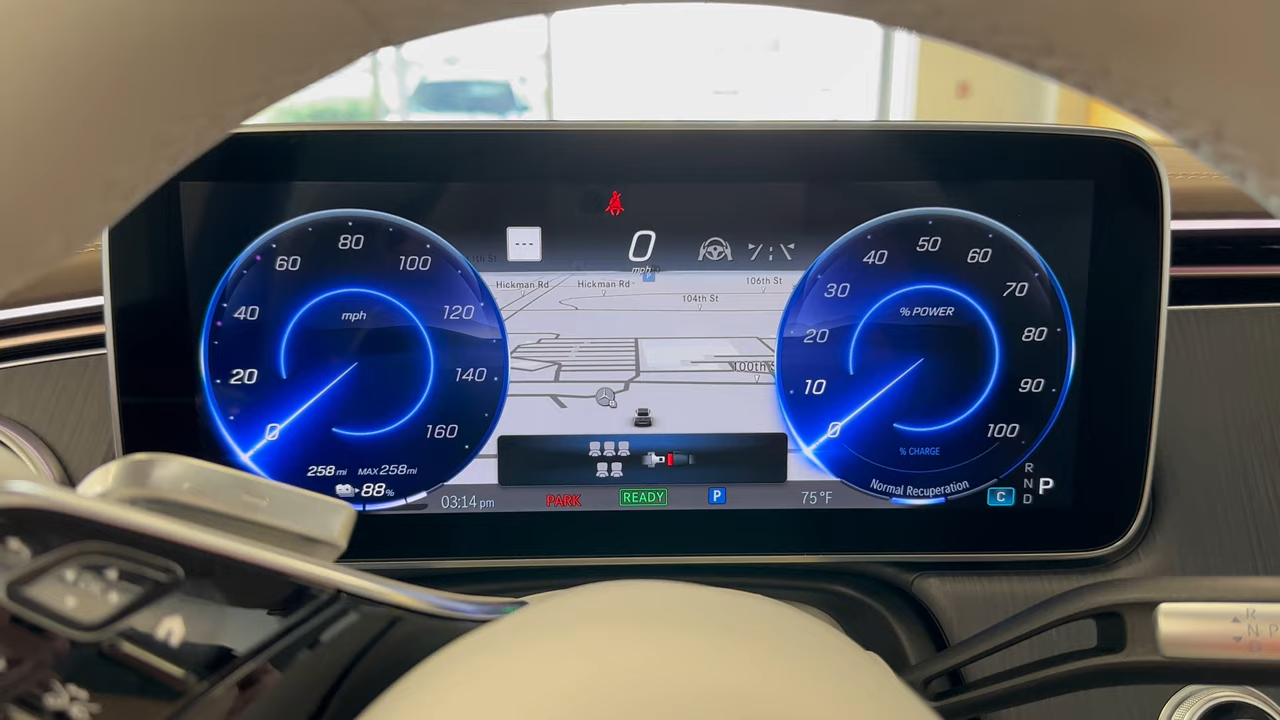 80
60
100
40
120
mph
20
140
0
160
258 mi
MAX 258 mi
88%
---
0
mph
Hickman Rd
Hickman Rd
106th St
104th St
100th St
50
40
60
30
70
% POWER
20
80
10
90
0
100
% CHARGE
Normal Recuperation
R
N
D
P
C
03:14 pm
PARK
READY
P
75 °F
R
N P
D